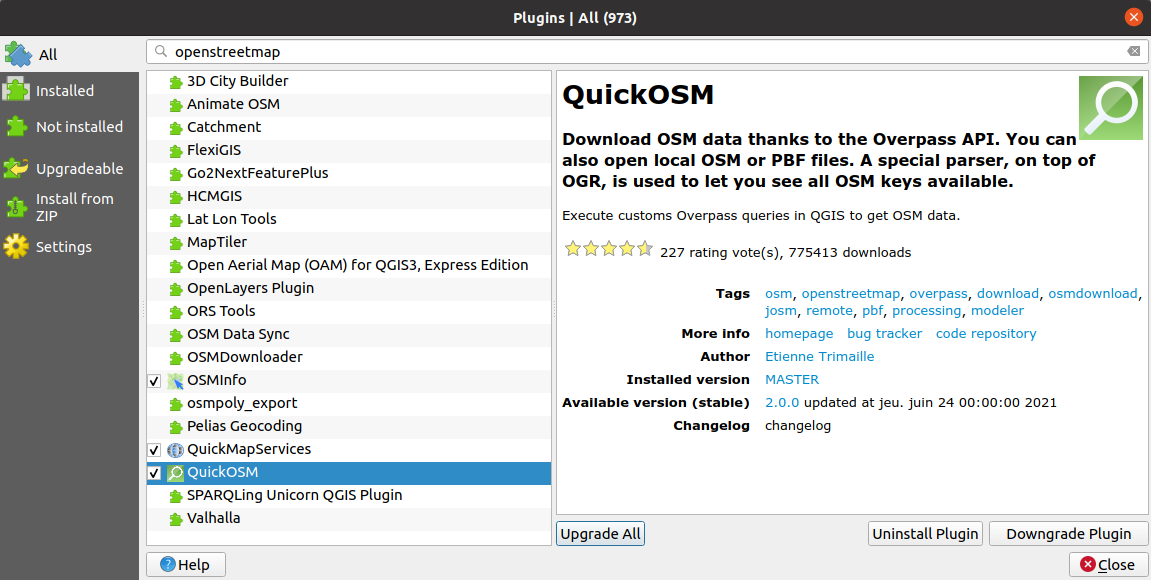 Plugins | All (973)
All
Installed
Not installed
Upgradeable
Install from
ZIP
Settings
openstreetmap
3D City Builder
Animate OSM
Catchment
FlexiGIS
Go2NextFeaturePlus
HCMGIS
Lat Lon Tools
MapTiler
Open Aerial Map (OAM) for QGIS3, Express Edition
OpenLayers Plugin
ORS Tools
OSM Data Sync
OSMDownloader
OSMInfo
osmpoly_export
Pelias Geocoding
QuickMapServices
QuickOSM
SPARQLing Unicorn QGIS Plugin
Valhalla
QuickOSM
Download OSM data thanks to the Overpass API. You can
also open local OSM or PBF files. A special parser, on top of
OGR, is used to let you see all OSM keys available.
Execute customs Overpass queries in QGIS to get OSM data.
227 rating vote(s), 775413 downloads
Tags osm, openstreetmap, overpass, download, osmdownload,
josm, remote, pbf, processing, modeler
More info homepage bug tracker code repository
Author Etienne Trimaille
Installed version MASTER
Available version (stable) 2.0.0 updated at jeu. juin 24 00:00:00 2021
Changelog changelog
Upgrade All Uninstall Plugin Downgrade Plugin
Help Close